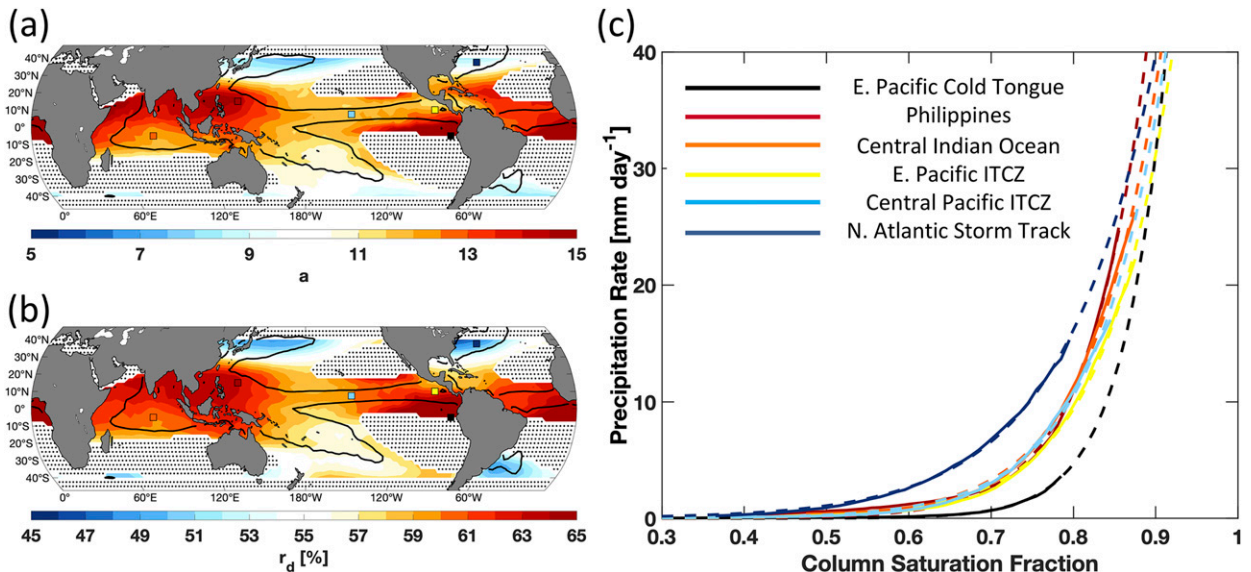 (a)
40°N
30°N
20°N
10°N
0°
10°S
20°S
30°S
40°S
0° 60°E 120°E 180°W 120°W 60°W
5 7 9 11 13 15
a
(b)
40°N
30°N
20°N
10°N
0°
10°S
20°S
30°S
40°S
0° 60°E 120°E 180°W 120°W 60°W
45 47 49 51 53 55 57 59 61 63 65
r_d [%]
(c)
Precipitation Rate [mm day⁻¹]
40
30
20
10
0
E. Pacific Cold Tongue
Philippines
Central Indian Ocean
E. Pacific ITCZ
Central Pacific ITCZ
N. Atlantic Storm Track
0.3 0.4 0.5 0.6 0.7 0.8 0.9 1
Column Saturation Fraction